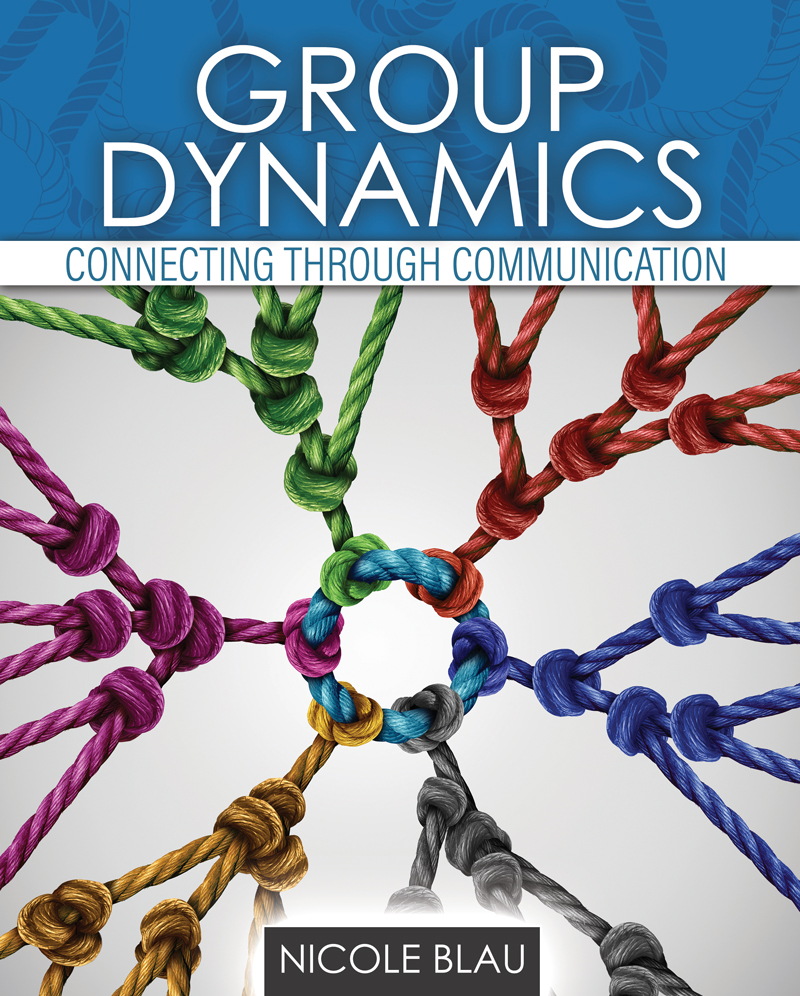 GROUP
DYNAMICS
CONNECTING THROUGH COMMUNICATION
NICOLE BLAU